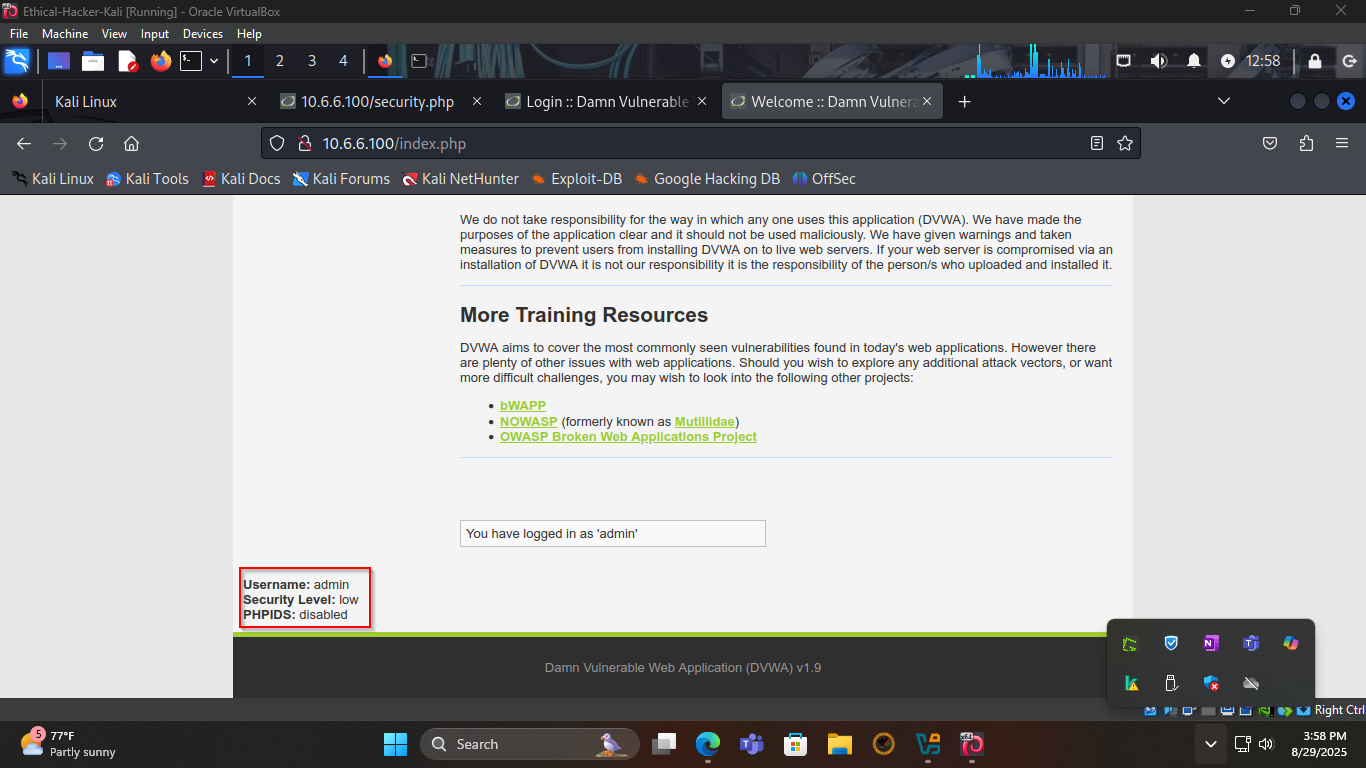 Ethical-Hacker-Kali [Running] - Oracle VirtualBox
File Machine View Input Devices Help
1 2 3 4 12:58
Kali Linux 10.6.6.100/security.php Login :: Damn Vulnerable Welcome :: Damn Vulnera
10.6.6.100/index.php
Kali Linux Kali Tools Kali Docs Kali Forums Kali NetHunter Exploit-DB Google Hacking DB OffSec
We do not take responsibility for the way in which any one uses this application (DVWA). We have made the
purposes of the application clear and it should not be used maliciously. We have given warnings and taken
measures to prevent users from installing DVWA on to live web servers. If your web server is compromised via an
installation of DVWA it is not our responsibility it is the responsibility of the person/s who uploaded and installed it.
More Training Resources
DVWA aims to cover the most commonly seen vulnerabilities found in today's web applications. However there
are plenty of other issues with web applications. Should you wish to explore any additional attack vectors, or want
more difficult challenges, you may wish to look into the following other projects:
• bWAPP
• NOWASP (formerly known as Mutillidae)
• OWASP Broken Web Applications Project
You have logged in as 'admin'
Username: admin
Security Level: low
PHPIDS: disabled
Damn Vulnerable Web Application (DVWA) v1.9
Right Ctrl
5 77°F
Partly sunny
Search
3:58 PM
8/29/2025